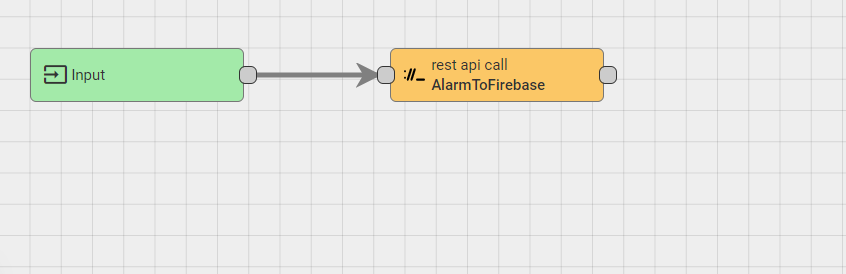 Input
rest api call
AlarmToFirebase